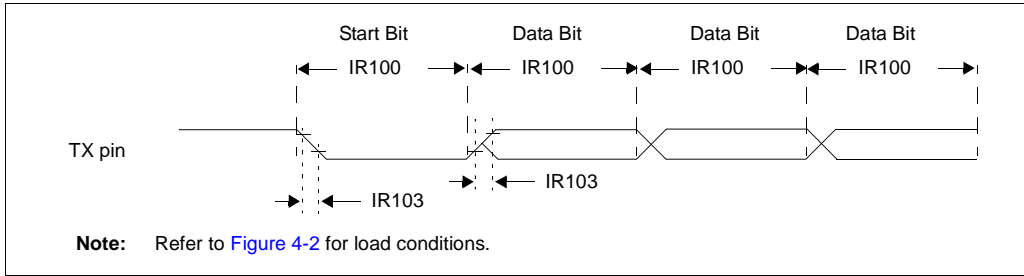 Start Bit Data Bit Data Bit Data Bit
IR100 IR100 IR100 IR100
TX pin
IR103 IR103
Note: Refer to Figure 4-2 for load conditions.